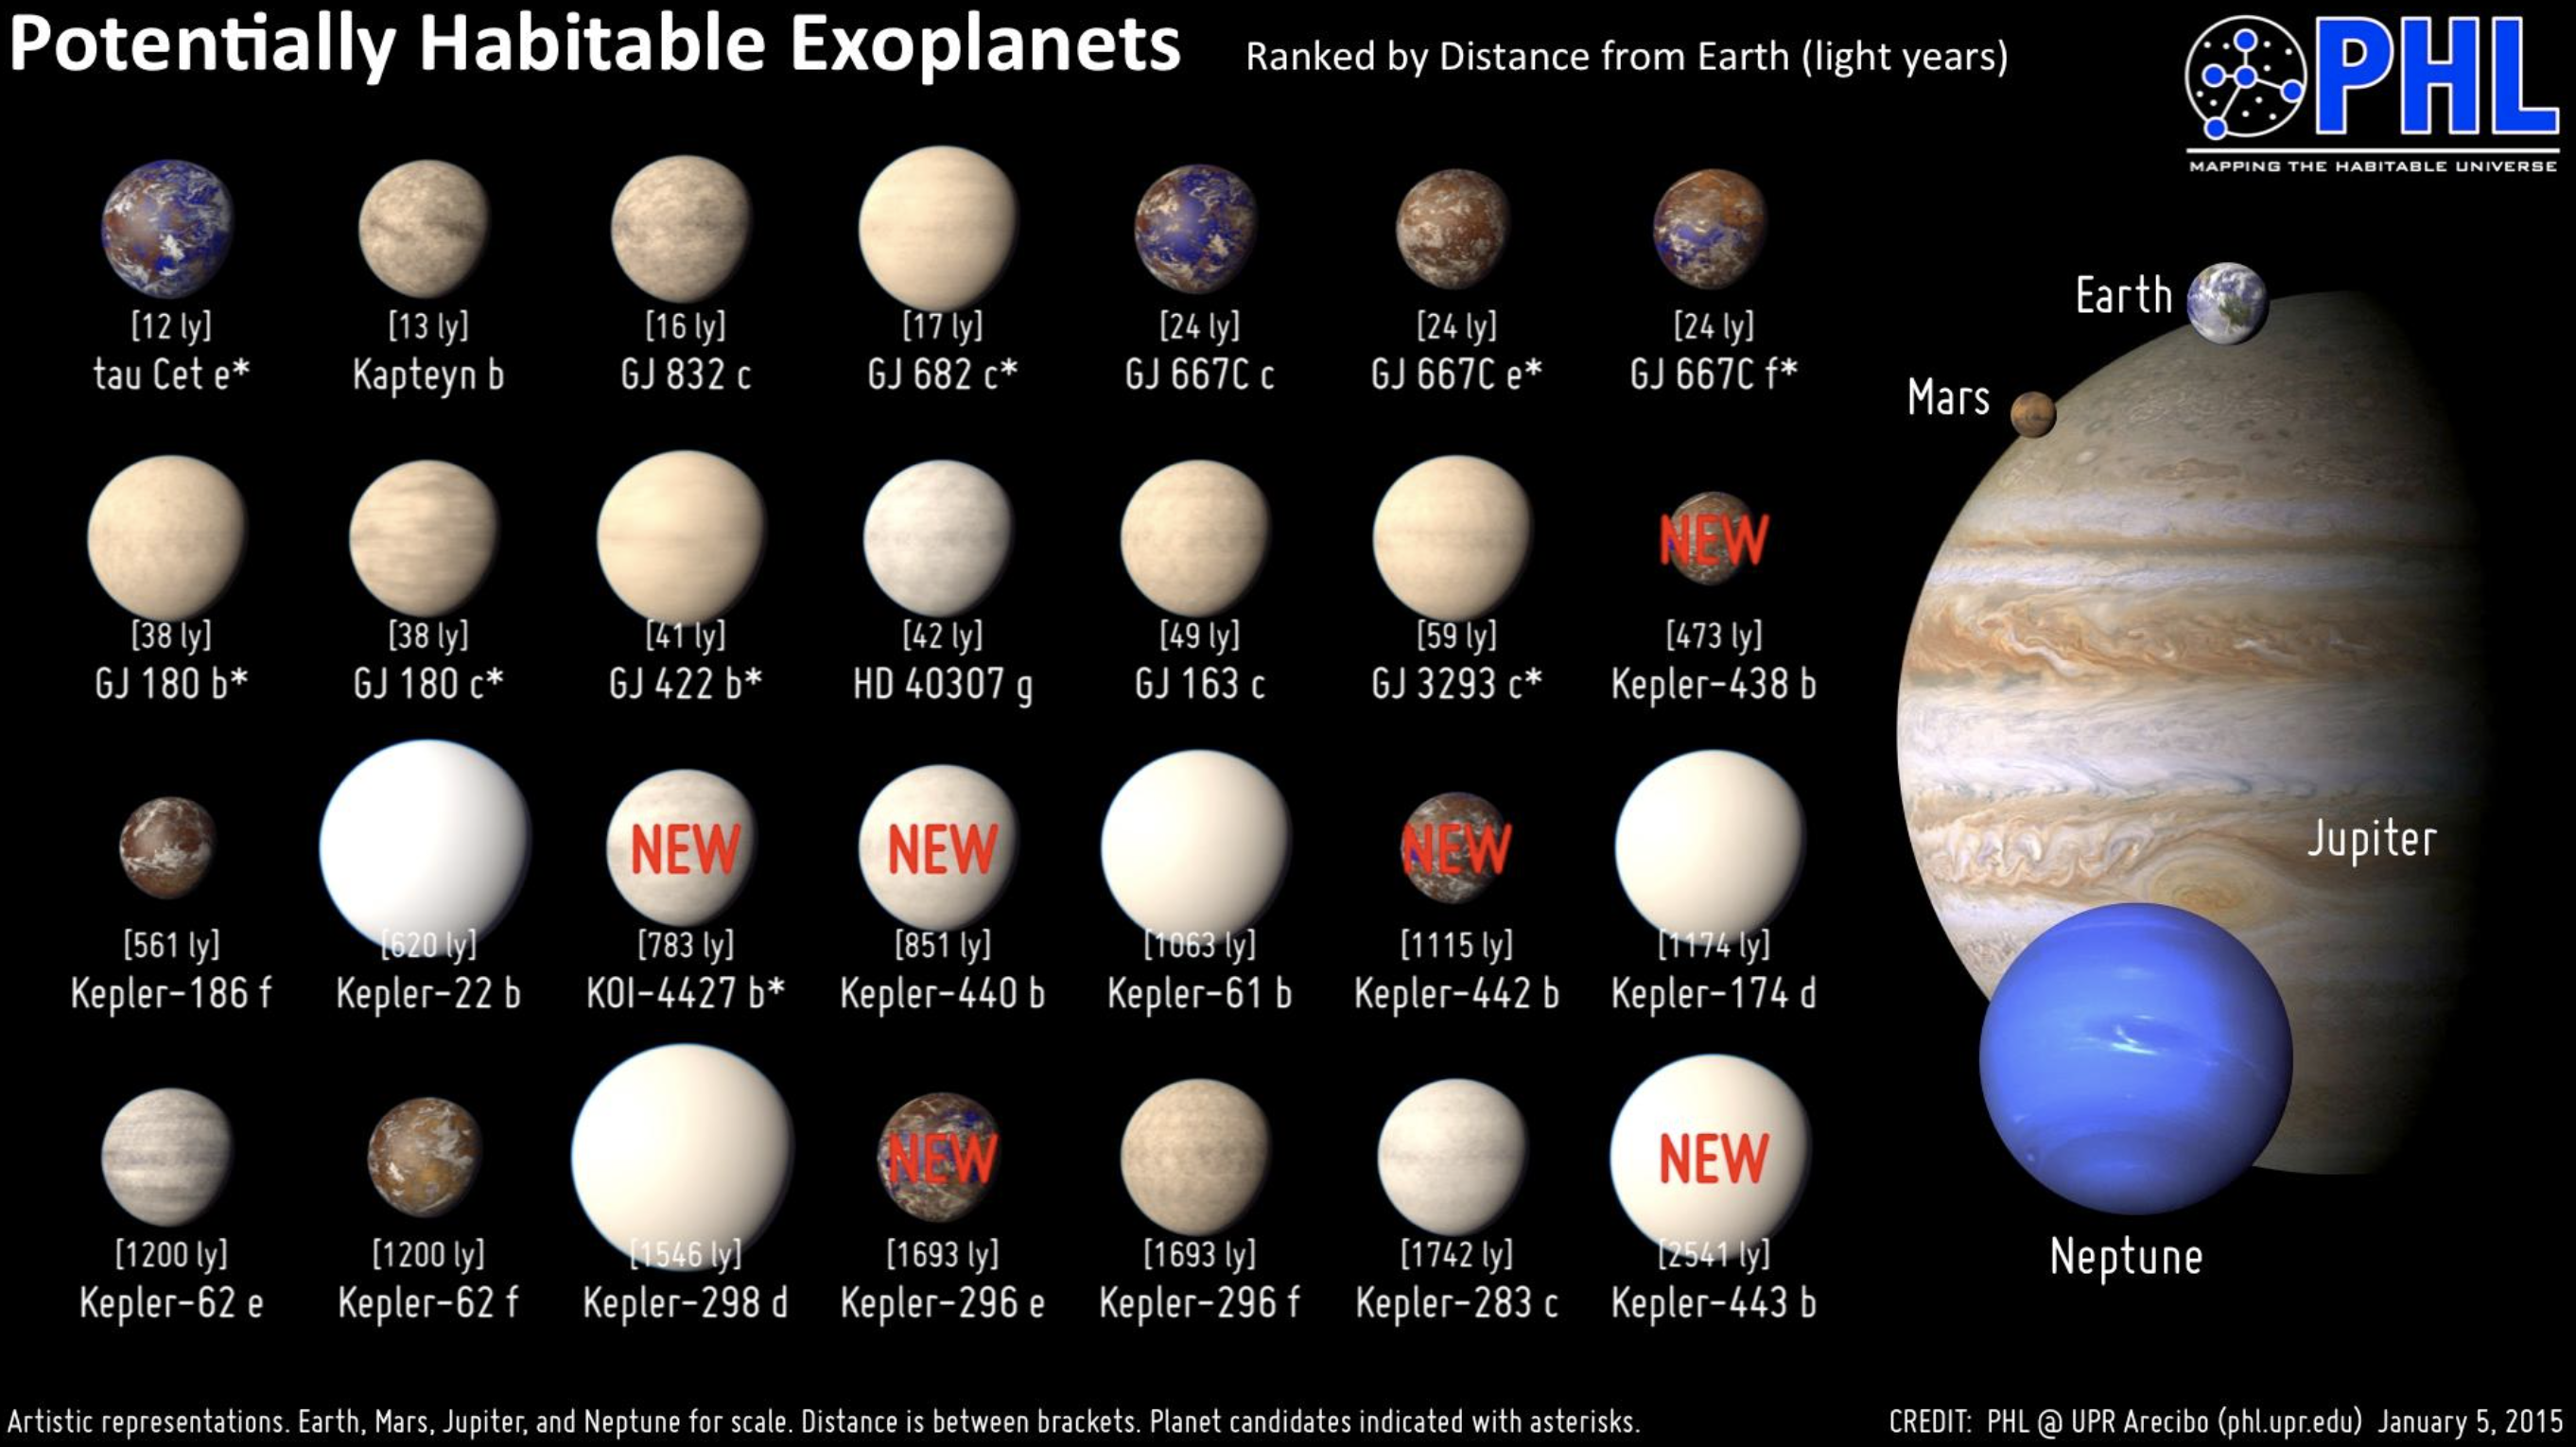 Potentially Habitable Exoplanets
Ranked by Distance from Earth (light years)
PHL
MAPPING THE HABITABLE UNIVERSE
[12 ly]
tau Cet e*
[13 ly]
Kapteyn b
[16 ly]
GJ 832 c
[17 ly]
GJ 682 c*
[24 ly]
GJ 667C c
[24 ly]
GJ 667C e*
[24 ly]
GJ 667C f*
[38 ly]
GJ 180 b*
[38 ly]
GJ 180 c*
[41 ly]
GJ 422 b*
[42 ly]
HD 40307 g
[49 ly]
GJ 163 c
[59 ly]
GJ 3293 c*
NEW
[473 ly]
Kepler-438 b
[561 ly]
Kepler-186 f
[620 ly]
Kepler-22 b
NEW
[783 ly]
KOI-4427 b*
NEW
[851 ly]
Kepler-440 b
[1063 ly]
Kepler-61 b
NEW
[1115 ly]
Kepler-442 b
[1174 ly]
Kepler-174 d
[1200 ly]
Kepler-62 e
[1200 ly]
Kepler-62 f
[1546 ly]
Kepler-298 d
NEW
[1693 ly]
Kepler-296 e
[1693 ly]
Kepler-296 f
[1742 ly]
Kepler-283 c
NEW
[2541 ly]
Kepler-443 b
Earth
Mars
Jupiter
Neptune
Artistic representations. Earth, Mars, Jupiter, and Neptune for scale. Distance is between brackets. Planet candidates indicated with asterisks.
CREDIT: PHL @ UPR Arecibo (phl.upr.edu) January 5, 2015